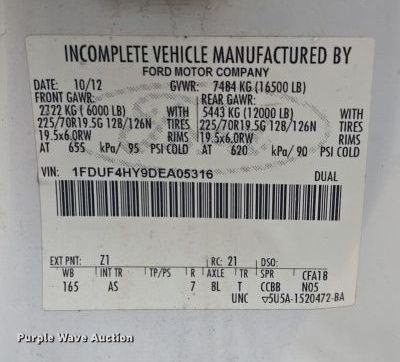 INCOMPLETE VEHICLE MANUFACTURED BY
FORD MOTOR COMPANY
DATE: 10/12 GVWR: 7484 KG (16500 LB)
FRONT GAWR: REAR GAWR:
2722 KG ( 6000 LB) WITH 5443 KG (12000 LB) WITH
225/70R19.5G 128/126N TIRES 225/70R19.5G 128/126N TIRES
19.5x6.0RW RIMS 19.5x6.0RW RIMS
AT 655 kPa/ 95 PSI COLD AT 620 kPa/ 90 PSI COLD
VIN: 1FDUF4HY9DEA05316 DUAL
EXT PNT: Z1 RC: 21 DSO:
WB INT TR TP/PS R AXLE TR SPR CFA18
165 AS 7 BL T CCBB N05
UNC ▽5U5A-1520472-BA
Purple Wave Auction